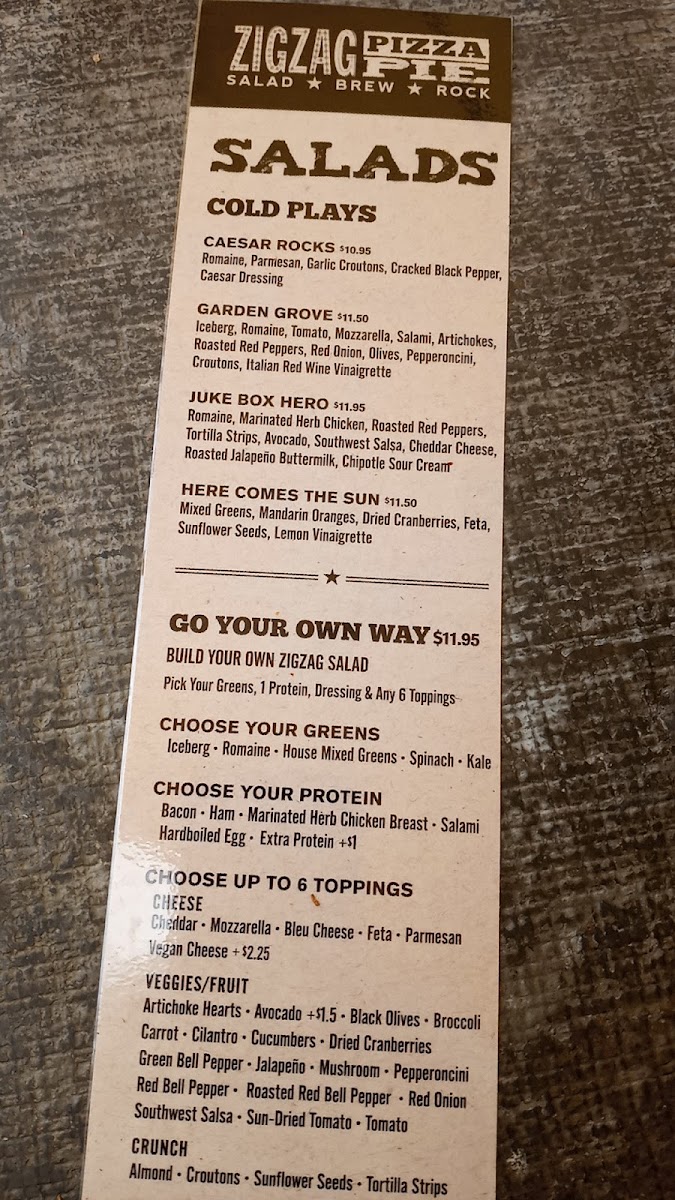 ZIGZAG PIZZA PIE
SALAD ★ BREW ★ ROCK
SALADS
COLD PLAYS
CAESAR ROCKS $10.95
Romaine, Parmesan, Garlic Croutons, Cracked Black Pepper,
Caesar Dressing
GARDEN GROVE $11.50
Iceberg, Romaine, Tomato, Mozzarella, Salami, Artichokes,
Roasted Red Peppers, Red Onion, Olives, Pepperoncini,
Croutons, Italian Red Wine Vinaigrette
JUKE BOX HERO $11.95
Romaine, Marinated Herb Chicken, Roasted Red Peppers,
Tortilla Strips, Avocado, Southwest Salsa, Cheddar Cheese,
Roasted Jalapeño Buttermilk, Chipotle Sour Cream
HERE COMES THE SUN $11.50
Mixed Greens, Mandarin Oranges, Dried Cranberries, Feta,
Sunflower Seeds, Lemon Vinaigrette
GO YOUR OWN WAY $11.95
BUILD YOUR OWN ZIGZAG SALAD
Pick Your Greens, 1 Protein, Dressing & Any 6 Toppings
CHOOSE YOUR GREENS
Iceberg • Romaine • House Mixed Greens • Spinach • Kale
CHOOSE YOUR PROTEIN
Bacon • Ham • Marinated Herb Chicken Breast • Salami
Hardboiled Egg • Extra Protein +$1
CHOOSE UP TO 6 TOPPINGS
CHEESE
Cheddar • Mozzarella • Bleu Cheese • Feta • Parmesan
Vegan Cheese +$2.25
VEGGIES/FRUIT
Artichoke Hearts • Avocado +$1.5 • Black Olives • Broccoli
Carrot • Cilantro • Cucumbers • Dried Cranberries
Green Bell Pepper • Jalapeño • Mushroom • Pepperoncini
Red Bell Pepper • Roasted Red Bell Pepper • Red Onion
Southwest Salsa • Sun-Dried Tomato • Tomato
CRUNCH
Almond • Croutons • Sunflower Seeds • Tortilla Strips